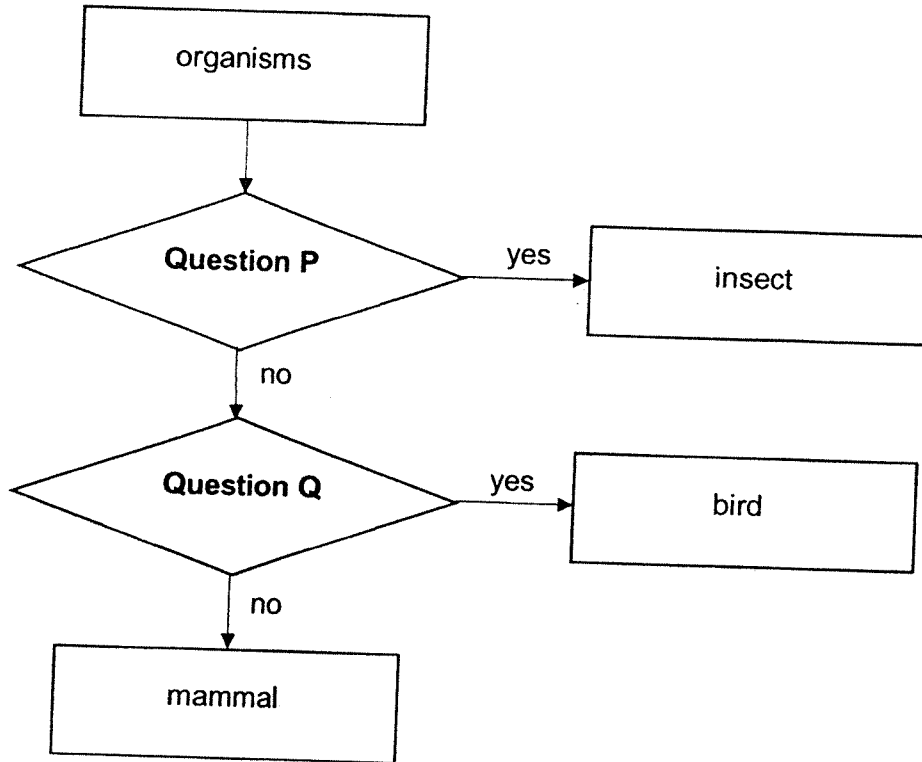 organisms
Question P
yes
insect
no
Question Q
yes
bird
no
mammal